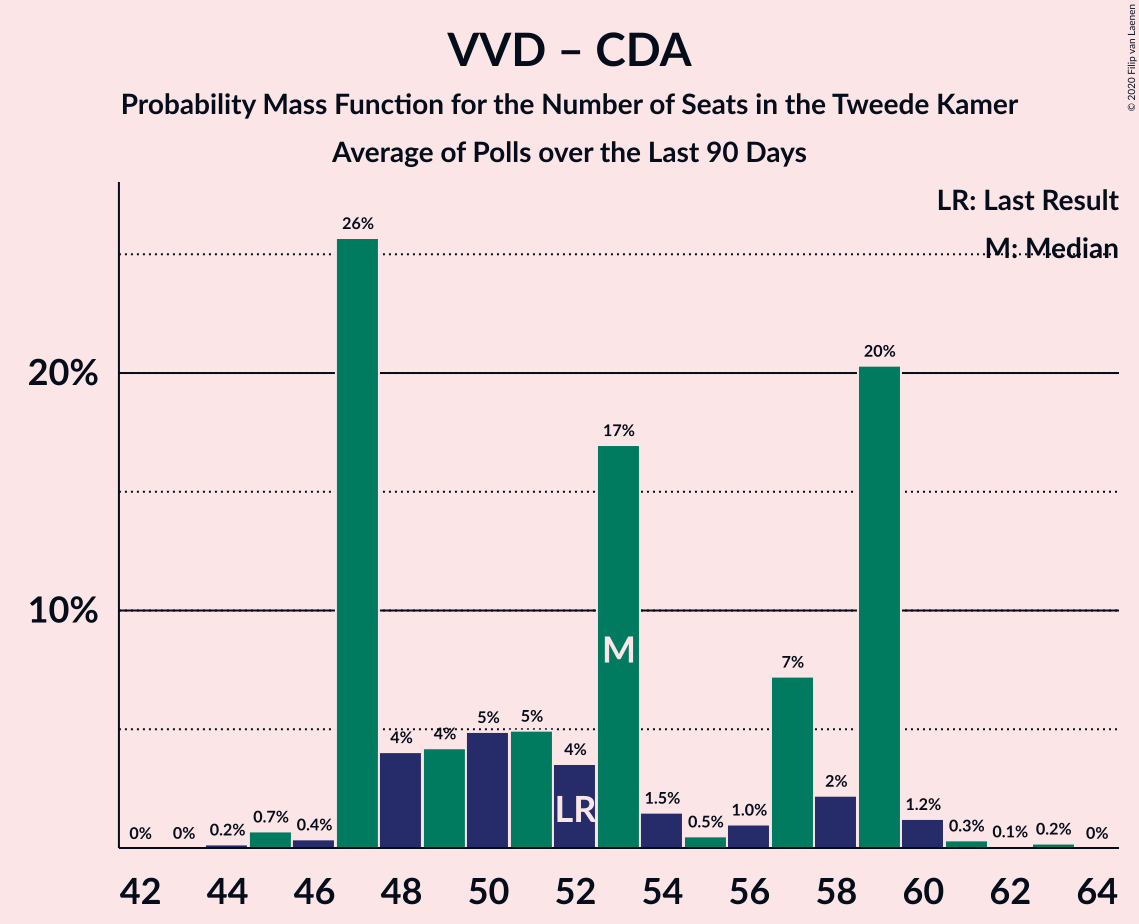 VVD – CDA
Probability Mass Function for the Number of Seats in the Tweede Kamer
Average of Polls over the Last 90 Days
© 2020 Filip van Laenen
LR: Last Result
M: Median
20%
10%
0% 0% 0.2% 0.7% 0.4% 26% 4% 4% 5% 5% 4% 17% 1.5% 0.5% 1.0% 7% 2% 20% 1.2% 0.3% 0.1% 0.2% 0%
M
LR
42 44 46 48 50 52 54 56 58 60 62 64